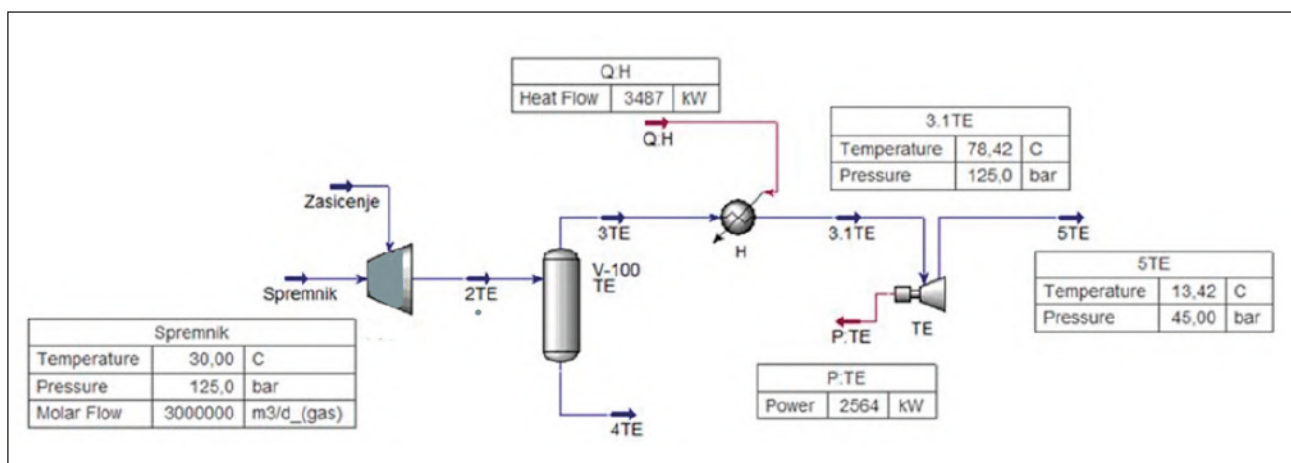 Q:H
Heat Flow 3487 kW
Q:H
3.1TE
Temperature 78,42 C
Pressure 125,0 bar
Zasicenje
3TE
H
3.1TE
5TE
V-100
TE
Spremnik
2TE
5TE
Temperature 13,42 C
Pressure 45,00 bar
P:TE
TE
Spremnik
Temperature 30,00 C
Pressure 125,0 bar
Molar Flow 3000000 m3/d_(gas)
P:TE
Power 2564 kW
4TE